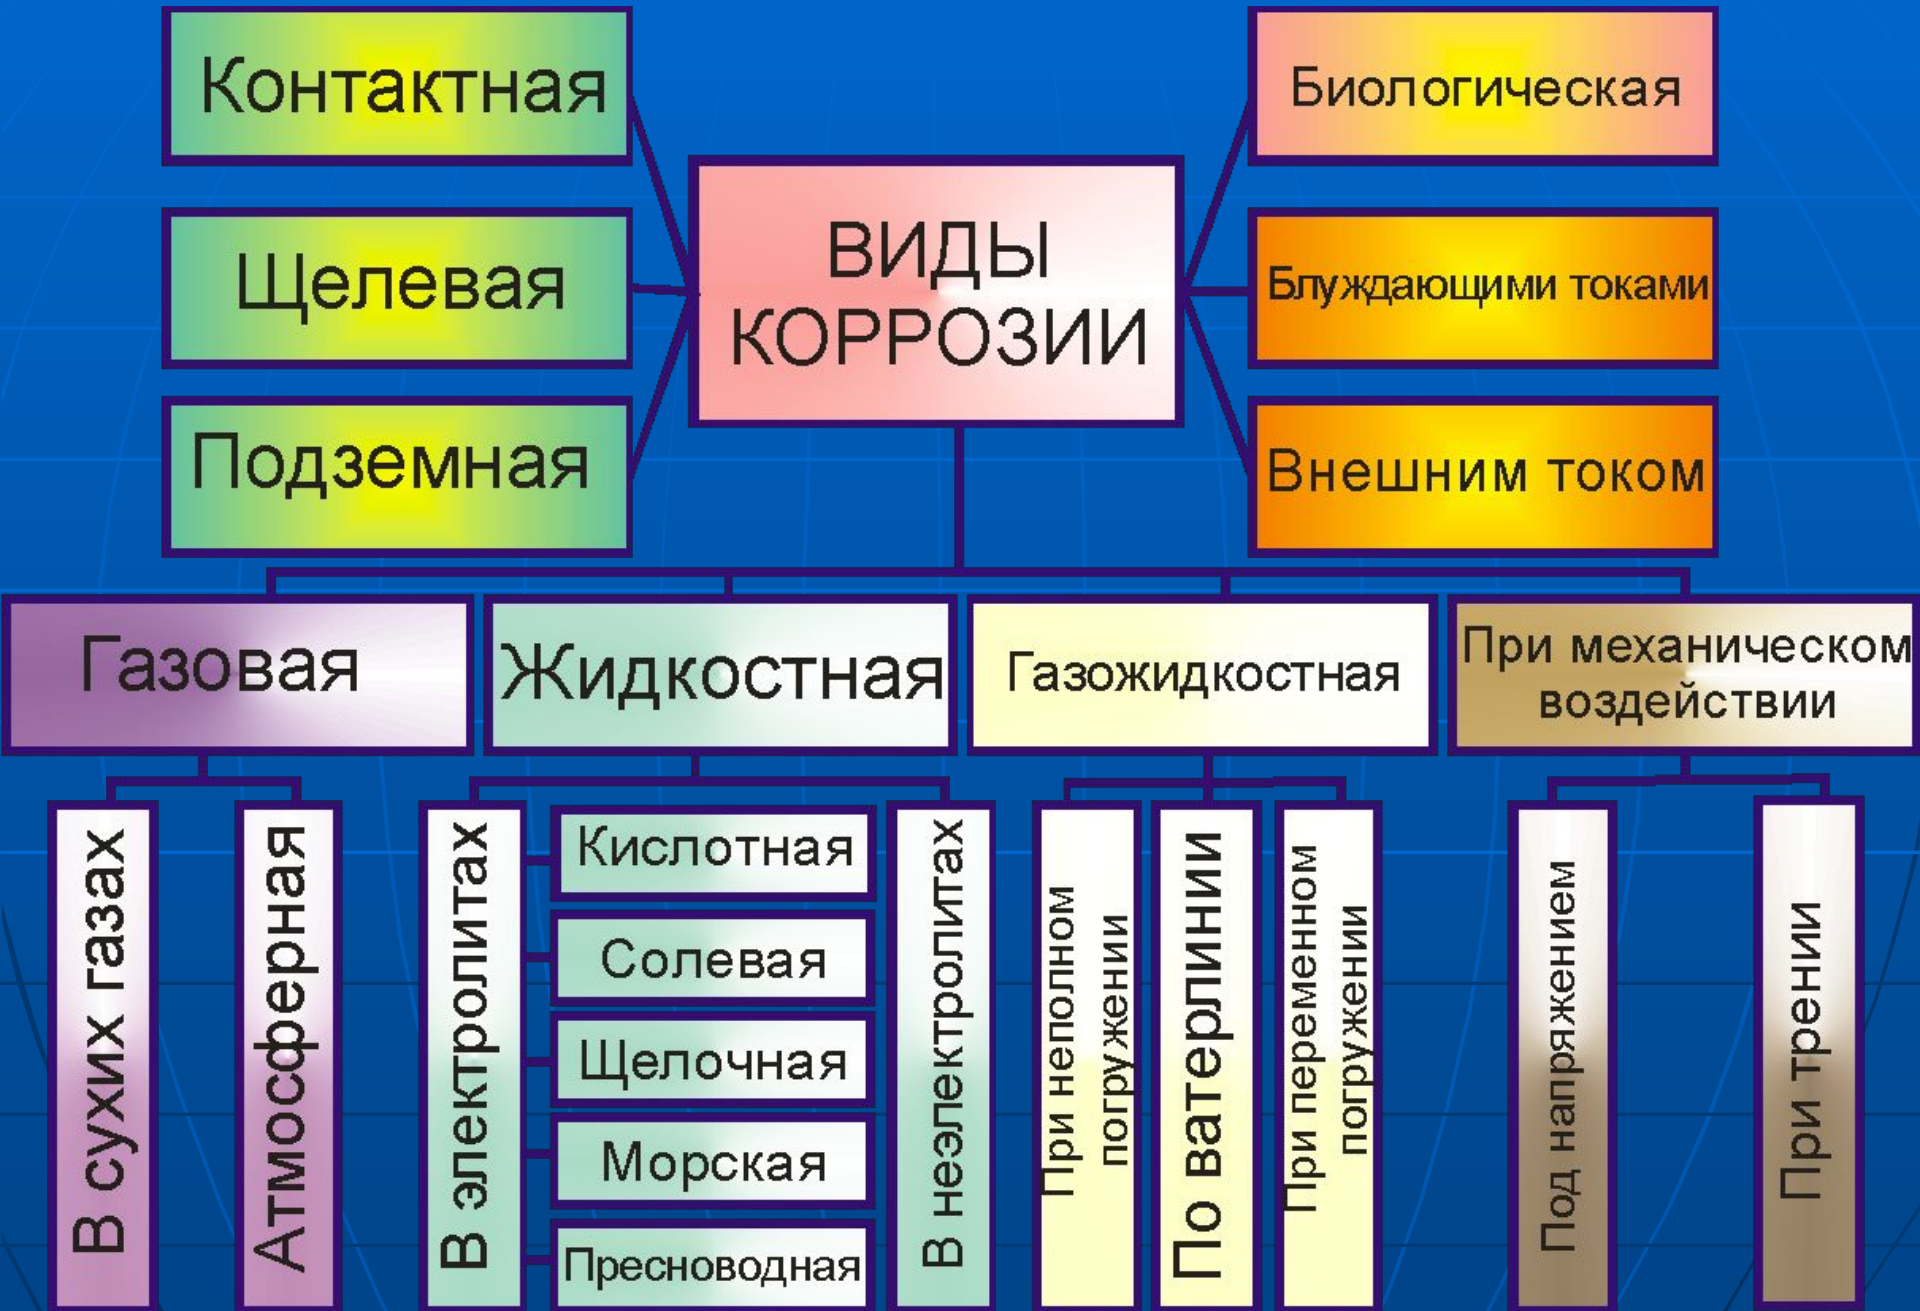 Контактная
Биологическая
ВИДЫ
КОРРОЗИИ
Щелевая
Блуждающими токами
Подземная
Внешним током
Газовая
Жидкостная
Газожидкостная
При механическом
воздействии
В сухих газах
Атмосферная
В электролитах
Кислотная
Солевая
Щелочная
Морская
Пресноводная
В неэлектролитах
При неполном
погружении
По ватерлинии
При переменном
погружении
Под напряжением
При трении